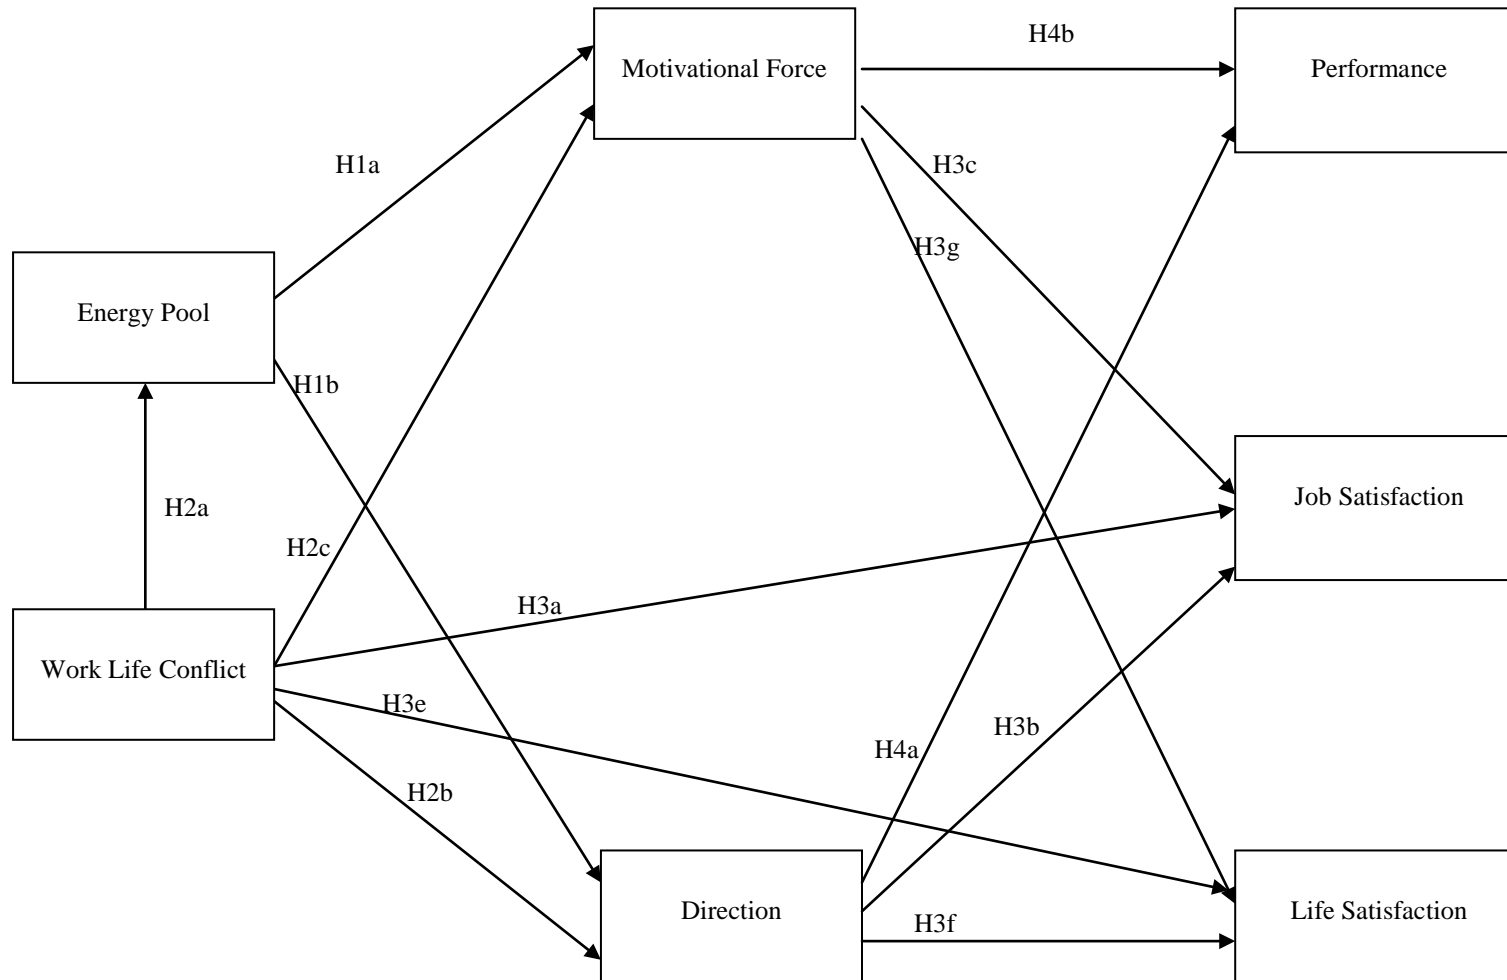 H4b
Motivational Force
Performance
H1a
H3c
H3g
Energy Pool
H1b
Job Satisfaction
H2a
H2c
H3a
Work Life Conflict
H3e
H3b
H4a
H2b
Direction
H3f
Life Satisfaction